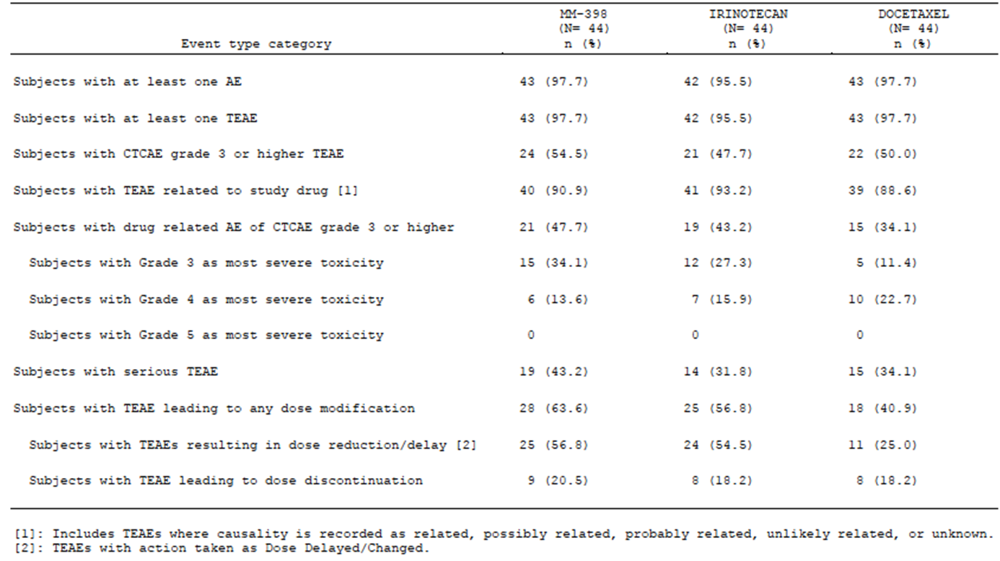 MM-398 IRINOTECAN DOCETAXEL
(N= 44) (N= 44) (N= 44)
Event type category n (%) n (%) n (%)
Subjects with at least one AE 43 (97.7) 42 (95.5) 43 (97.7)
Subjects with at least one TEAE 43 (97.7) 42 (95.5) 43 (97.7)
Subjects with CTCAE grade 3 or higher TEAE 24 (54.5) 21 (47.7) 22 (50.0)
Subjects with TEAE related to study drug [1] 40 (90.9) 41 (93.2) 39 (88.6)
Subjects with drug related AE of CTCAE grade 3 or higher 21 (47.7) 19 (43.2) 15 (34.1)
Subjects with Grade 3 as most severe toxicity 15 (34.1) 12 (27.3) 5 (11.4)
Subjects with Grade 4 as most severe toxicity 6 (13.6) 7 (15.9) 10 (22.7)
Subjects with Grade 5 as most severe toxicity 0 0 0
Subjects with serious TEAE 19 (43.2) 14 (31.8) 15 (34.1)
Subjects with TEAE leading to any dose modification 28 (63.6) 25 (56.8) 18 (40.9)
Subjects with TEAEs resulting in dose reduction/delay [2] 25 (56.8) 24 (54.5) 11 (25.0)
Subjects with TEAE leading to dose discontinuation 9 (20.5) 8 (18.2) 8 (18.2)
[1]: Includes TEAEs where causality is recorded as related, possibly related, probably related, unlikely related, or unknown.
[2]: TEAEs with action taken as Dose Delayed/Changed.